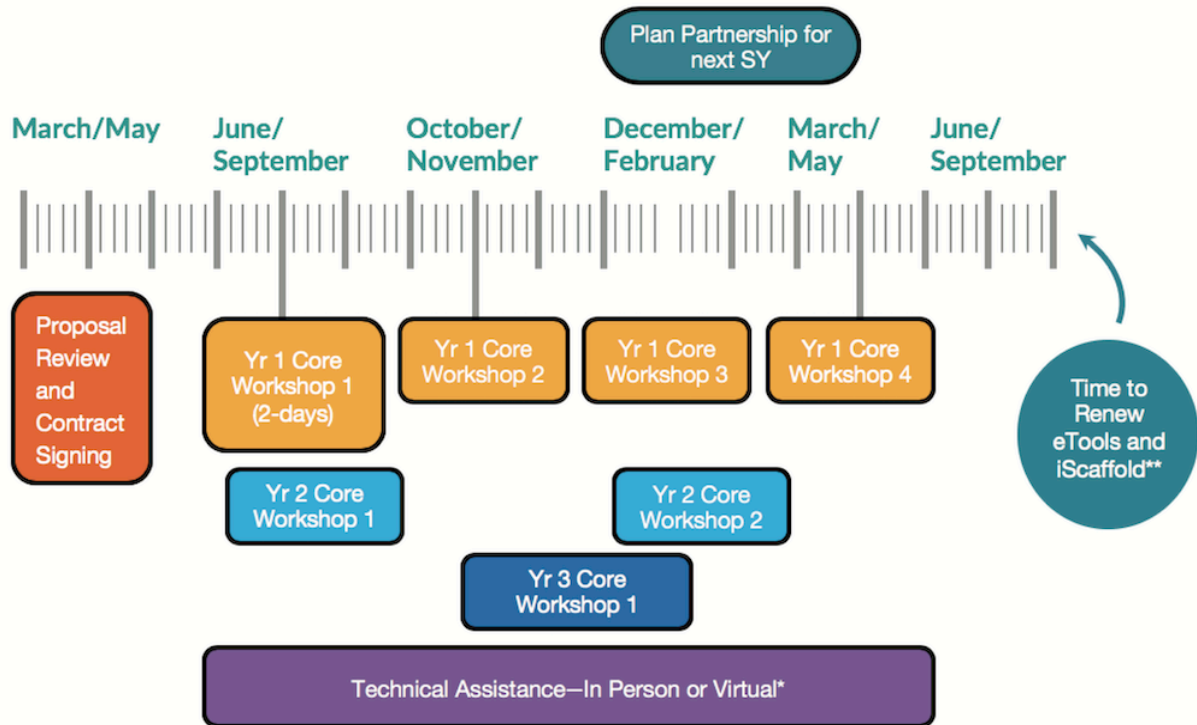 Plan Partnership for
next SY
March/May
June/
September
October/
November
December/
February
March/
May
June/
September
Proposal
Review
and
Contract
Signing
Yr 1 Core
Workshop 1
(2-days)
Yr 1 Core
Workshop 2
Yr 1 Core
Workshop 3
Yr 1 Core
Workshop 4
Time to
Renew
eTools and
iScaffold**
Yr 2 Core
Workshop 1
Yr 2 Core
Workshop 2
Yr 3 Core
Workshop 1
Technical Assistance—In Person or Virtual*